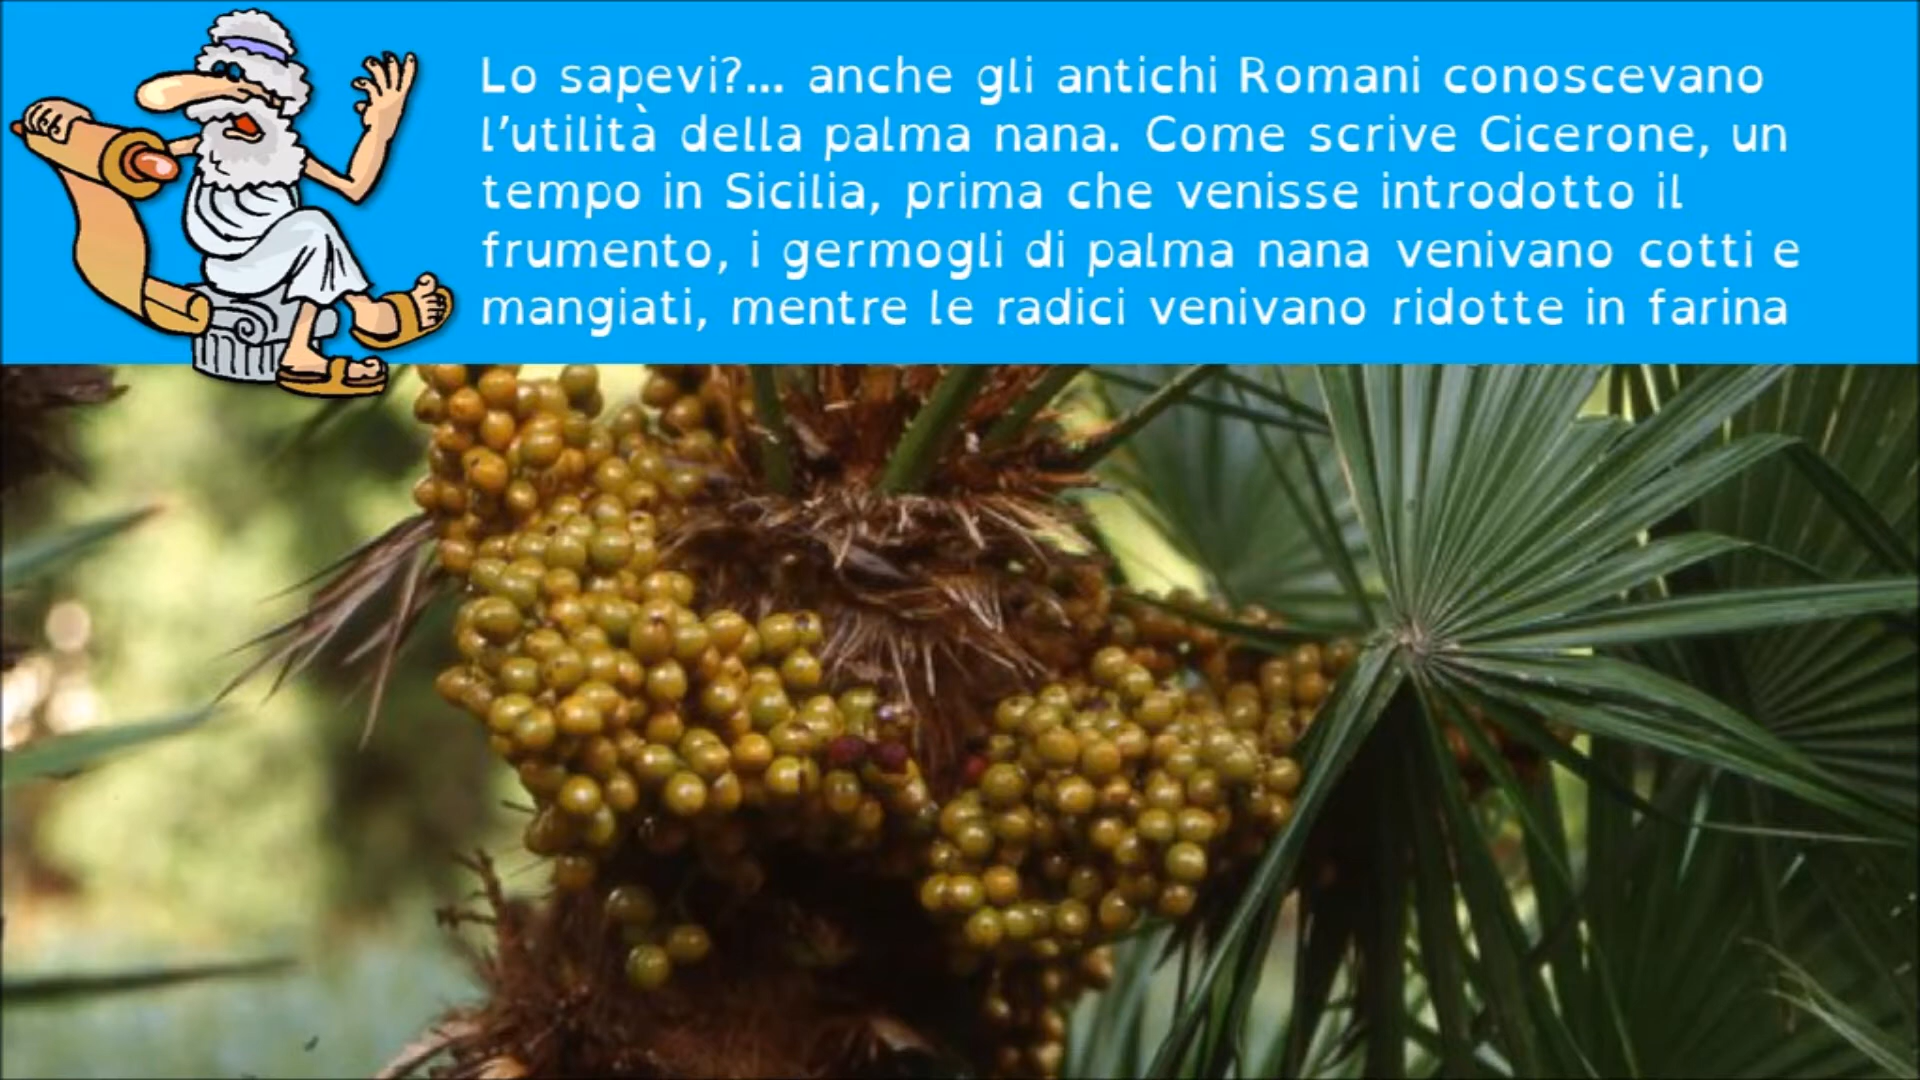 Lo sapevi?... anche gli antichi Romani conoscevano
l'utilità della palma nana. Come scrive Cicerone, un
tempo in Sicilia, prima che venisse introdotto il
frumento, i germogli di palma nana venivano cotti e
mangiati, mentre le radici venivano ridotte in farina